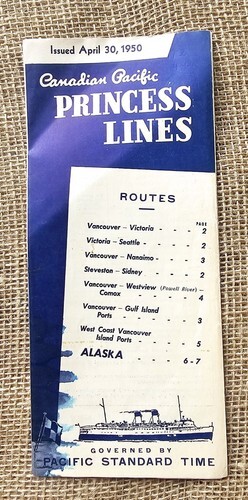 Issued April 30, 1950
Canadian Pacific
PRINCESS
LINES
ROUTES
PAGE
Vancouver – Victoria - - - 2
Victoria – Seattle - - - 2
Vancouver – Nanaimo - - - 3
Steveston – Sidney - - - 2
Vancouver – Westview (Powell River) –
Comox - - - - 4
Vancouver – Gulf Island
Ports - - - - 3
West Coast Vancouver
Island Ports - - - - 5
ALASKA - - - 6-7
GOVERNED BY
PACIFIC STANDARD TIME